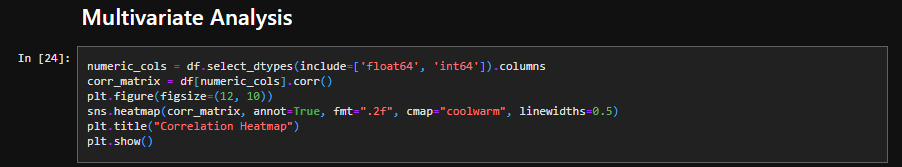 Multivariate Analysis
In [24]:
numeric_cols = df.select_dtypes(include=['float64', 'int64']).columns
corr_matrix = df[numeric_cols].corr()
plt.figure(figsize=(12, 10))
sns.heatmap(corr_matrix, annot=True, fmt=".2f", cmap="coolwarm", linewidths=0.5)
plt.title("Correlation Heatmap")
plt.show()